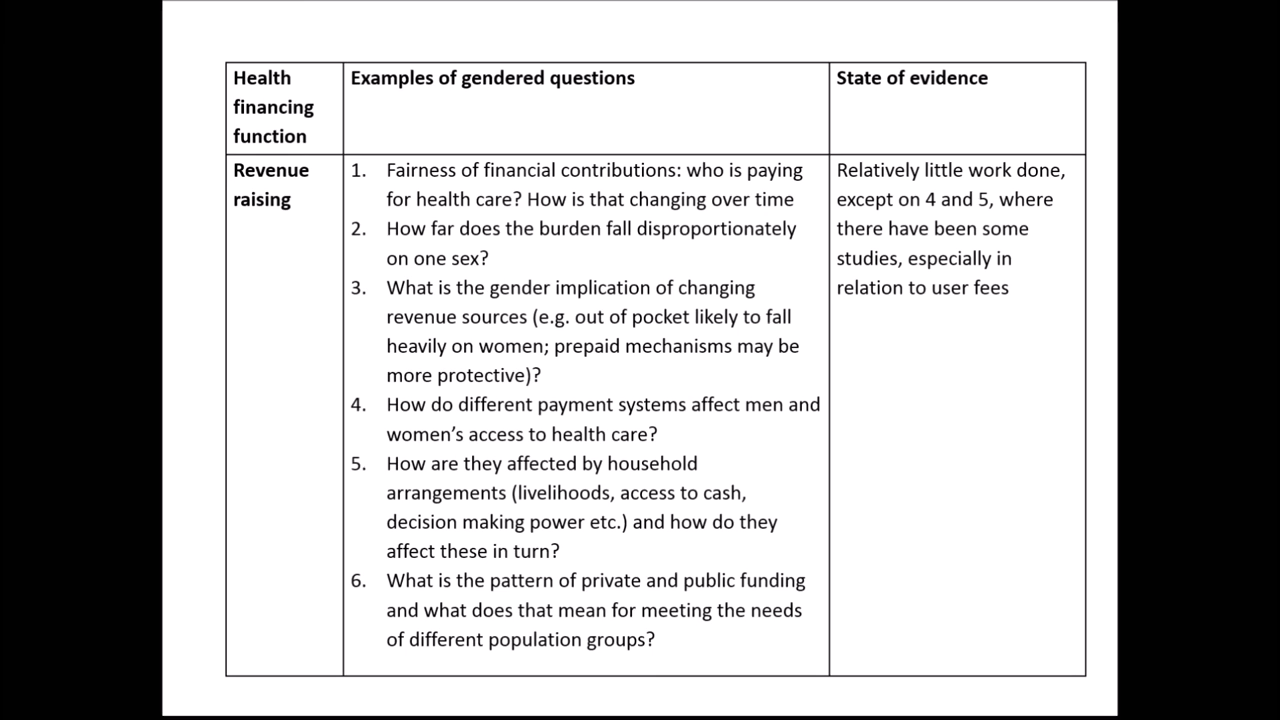 Health
financing
function
Examples of gendered questions
State of evidence
Revenue
raising
1. Fairness of financial contributions: who is paying
for health care? How is that changing over time
2. How far does the burden fall disproportionately
on one sex?
3. What is the gender implication of changing
revenue sources (e.g. out of pocket likely to fall
heavily on women; prepaid mechanisms may be
more protective)?
4. How do different payment systems affect men and
women’s access to health care?
5. How are they affected by household
arrangements (livelihoods, access to cash,
decision making power etc.) and how do they
affect these in turn?
6. What is the pattern of private and public funding
and what does that mean for meeting the needs
of different population groups?
Relatively little work done,
except on 4 and 5, where
there have been some
studies, especially in
relation to user fees